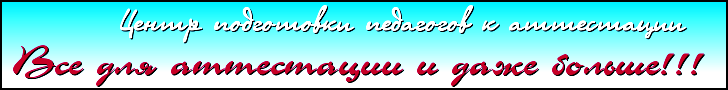 Центр подготовки педагогов к аттестации
Все для аттестации и даже больше!!!